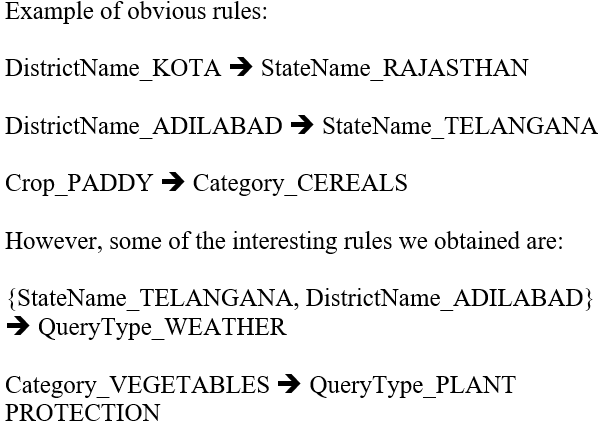 Example of obvious rules:
DistrictName_KOTA ➔ StateName_RAJASTHAN
DistrictName_ADILABAD ➔ StateName_TELANGANA
Crop_PADDY ➔ Category_CEREALS
However, some of the interesting rules we obtained are:
{StateName_TELANGANA, DistrictName_ADILABAD}
➔ QueryType_WEATHER
Category_VEGETABLES ➔ QueryType_PLANT
PROTECTION